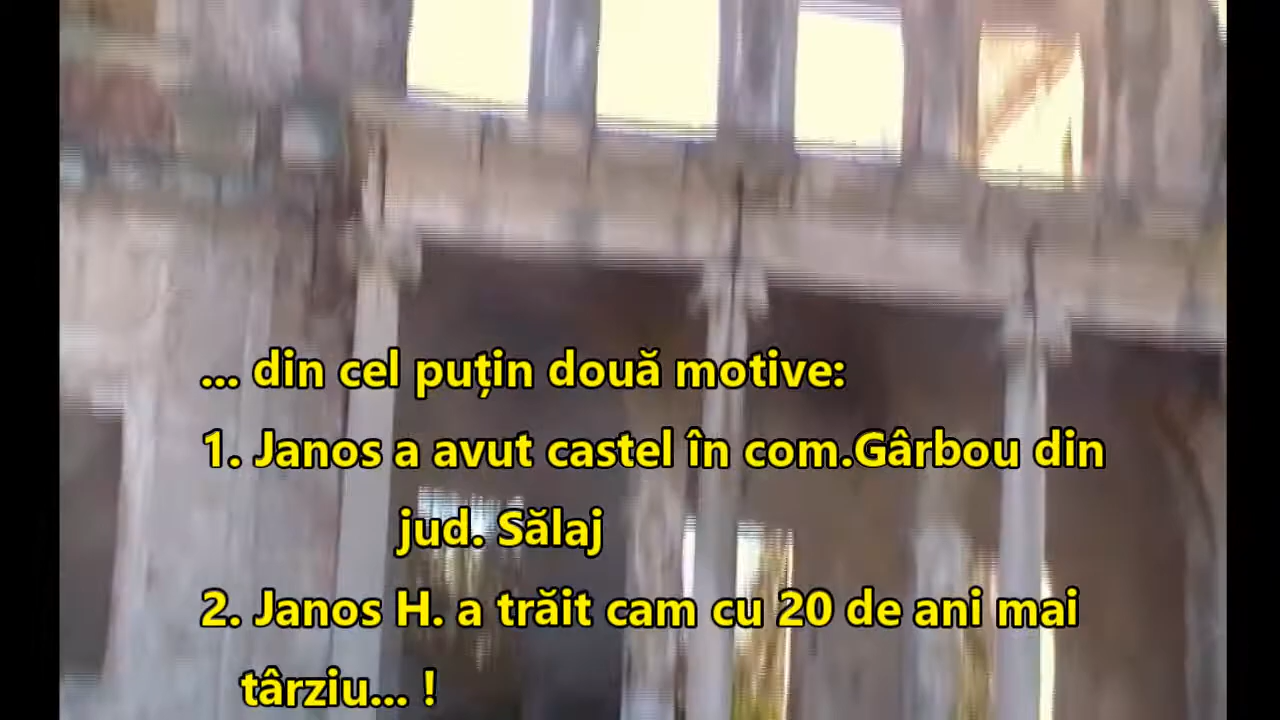 ... din cel puțin două motive:
1. Janos a avut castel în com.Gârbou din
jud. Sălaj
2. Janos H. a trăit cam cu 20 de ani mai
târziu... !